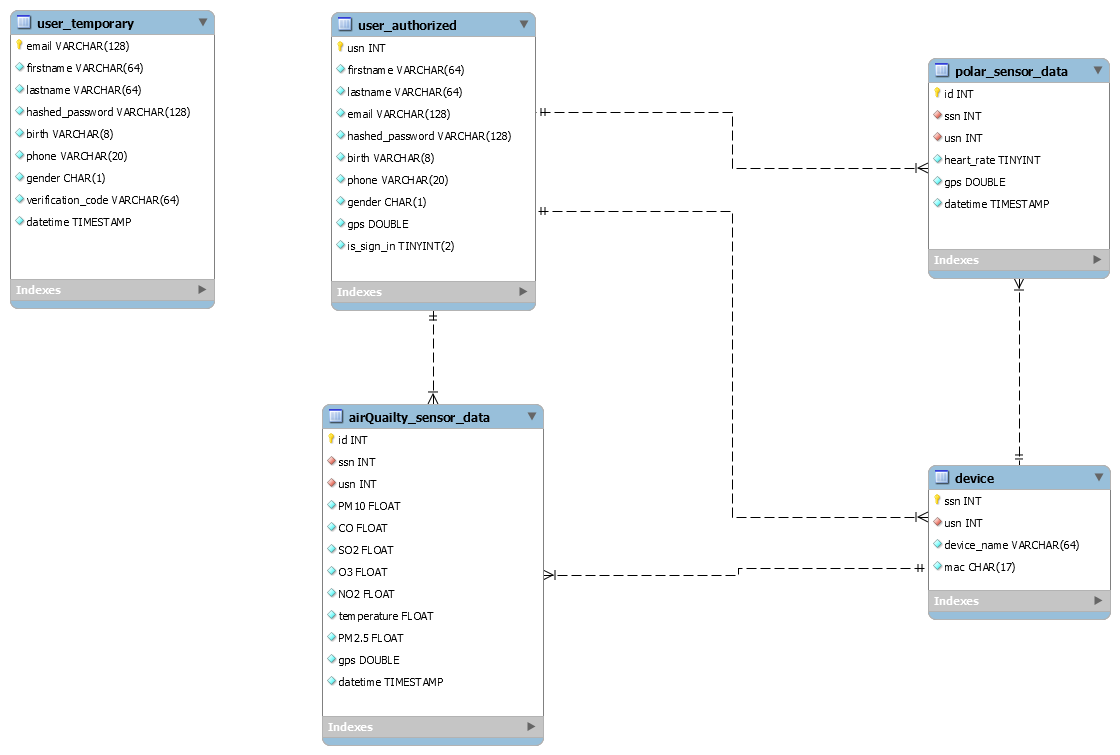 user_temporary
email VARCHAR(128)
firstname VARCHAR(64)
lastname VARCHAR(64)
hashed_password VARCHAR(128)
birth VARCHAR(8)
phone VARCHAR(20)
gender CHAR(1)
verification_code VARCHAR(64)
datetime TIMESTAMP
Indexes
user_authorized
usn INT
firstname VARCHAR(64)
lastname VARCHAR(64)
email VARCHAR(128)
hashed_password VARCHAR(128)
birth VARCHAR(8)
phone VARCHAR(20)
gender CHAR(1)
gps DOUBLE
is_sign_in TINYINT(2)
Indexes
polar_sensor_data
id INT
ssn INT
usn INT
heart_rate TINYINT
gps DOUBLE
datetime TIMESTAMP
Indexes
airQuailty_sensor_data
id INT
ssn INT
usn INT
PM10 FLOAT
CO FLOAT
SO2 FLOAT
O3 FLOAT
NO2 FLOAT
temperature FLOAT
PM2.5 FLOAT
gps DOUBLE
datetime TIMESTAMP
Indexes
device
ssn INT
usn INT
device_name VARCHAR(64)
mac CHAR(17)
Indexes